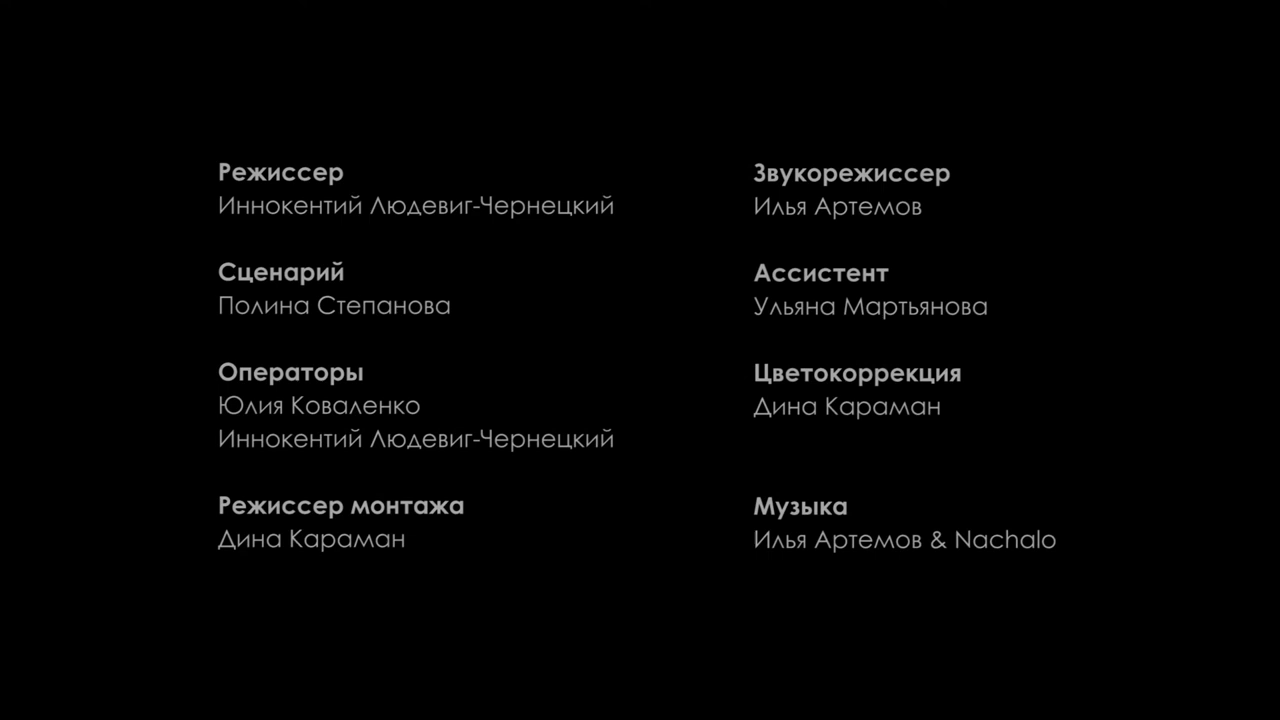 Режиссер
Иннокентий Людевиг-Чернецкий
Сценарий
Полина Степанова
Операторы
Юлия Коваленко
Иннокентий Людевиг-Чернецкий
Режиссер монтажа
Дина Караман
Звукорежиссер
Илья Артемов
Ассистент
Ульяна Мартьянова
Цветокоррекция
Дина Караман
Музыка
Илья Артемов & Nachalo